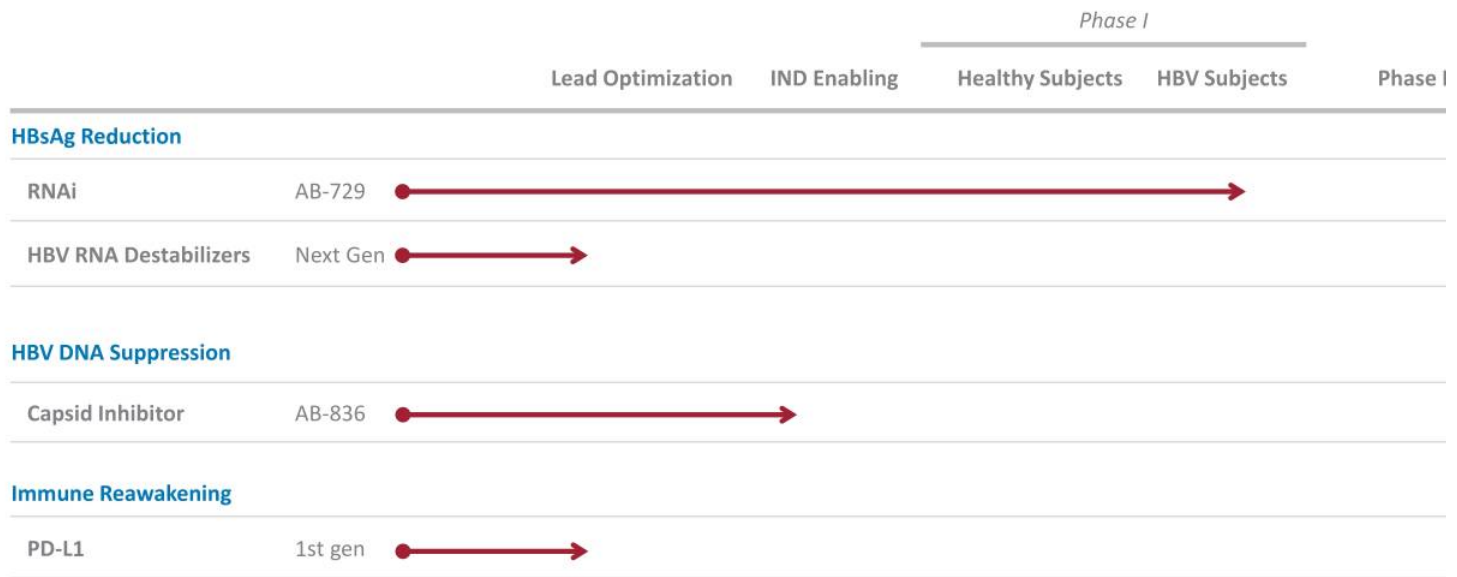 Phase I
Lead Optimization IND Enabling Healthy Subjects HBV Subjects Phase I
HBsAg Reduction
RNAi AB-729
HBV RNA Destabilizers Next Gen
HBV DNA Suppression
Capsid Inhibitor AB-836
Immune Reawakening
PD-L1 1st gen